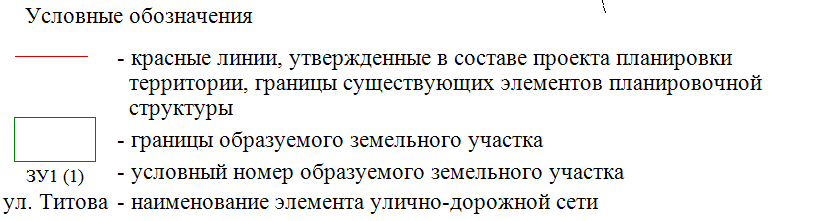 Условные обозначения
- красные линии, утвержденные в составе проекта планировки
территории, границы существующих элементов планировочной
структуры
- границы образуемого земельного участка
ЗУ1 (1) - условный номер образуемого земельного участка
ул. Титова - наименование элемента улично-дорожной сети